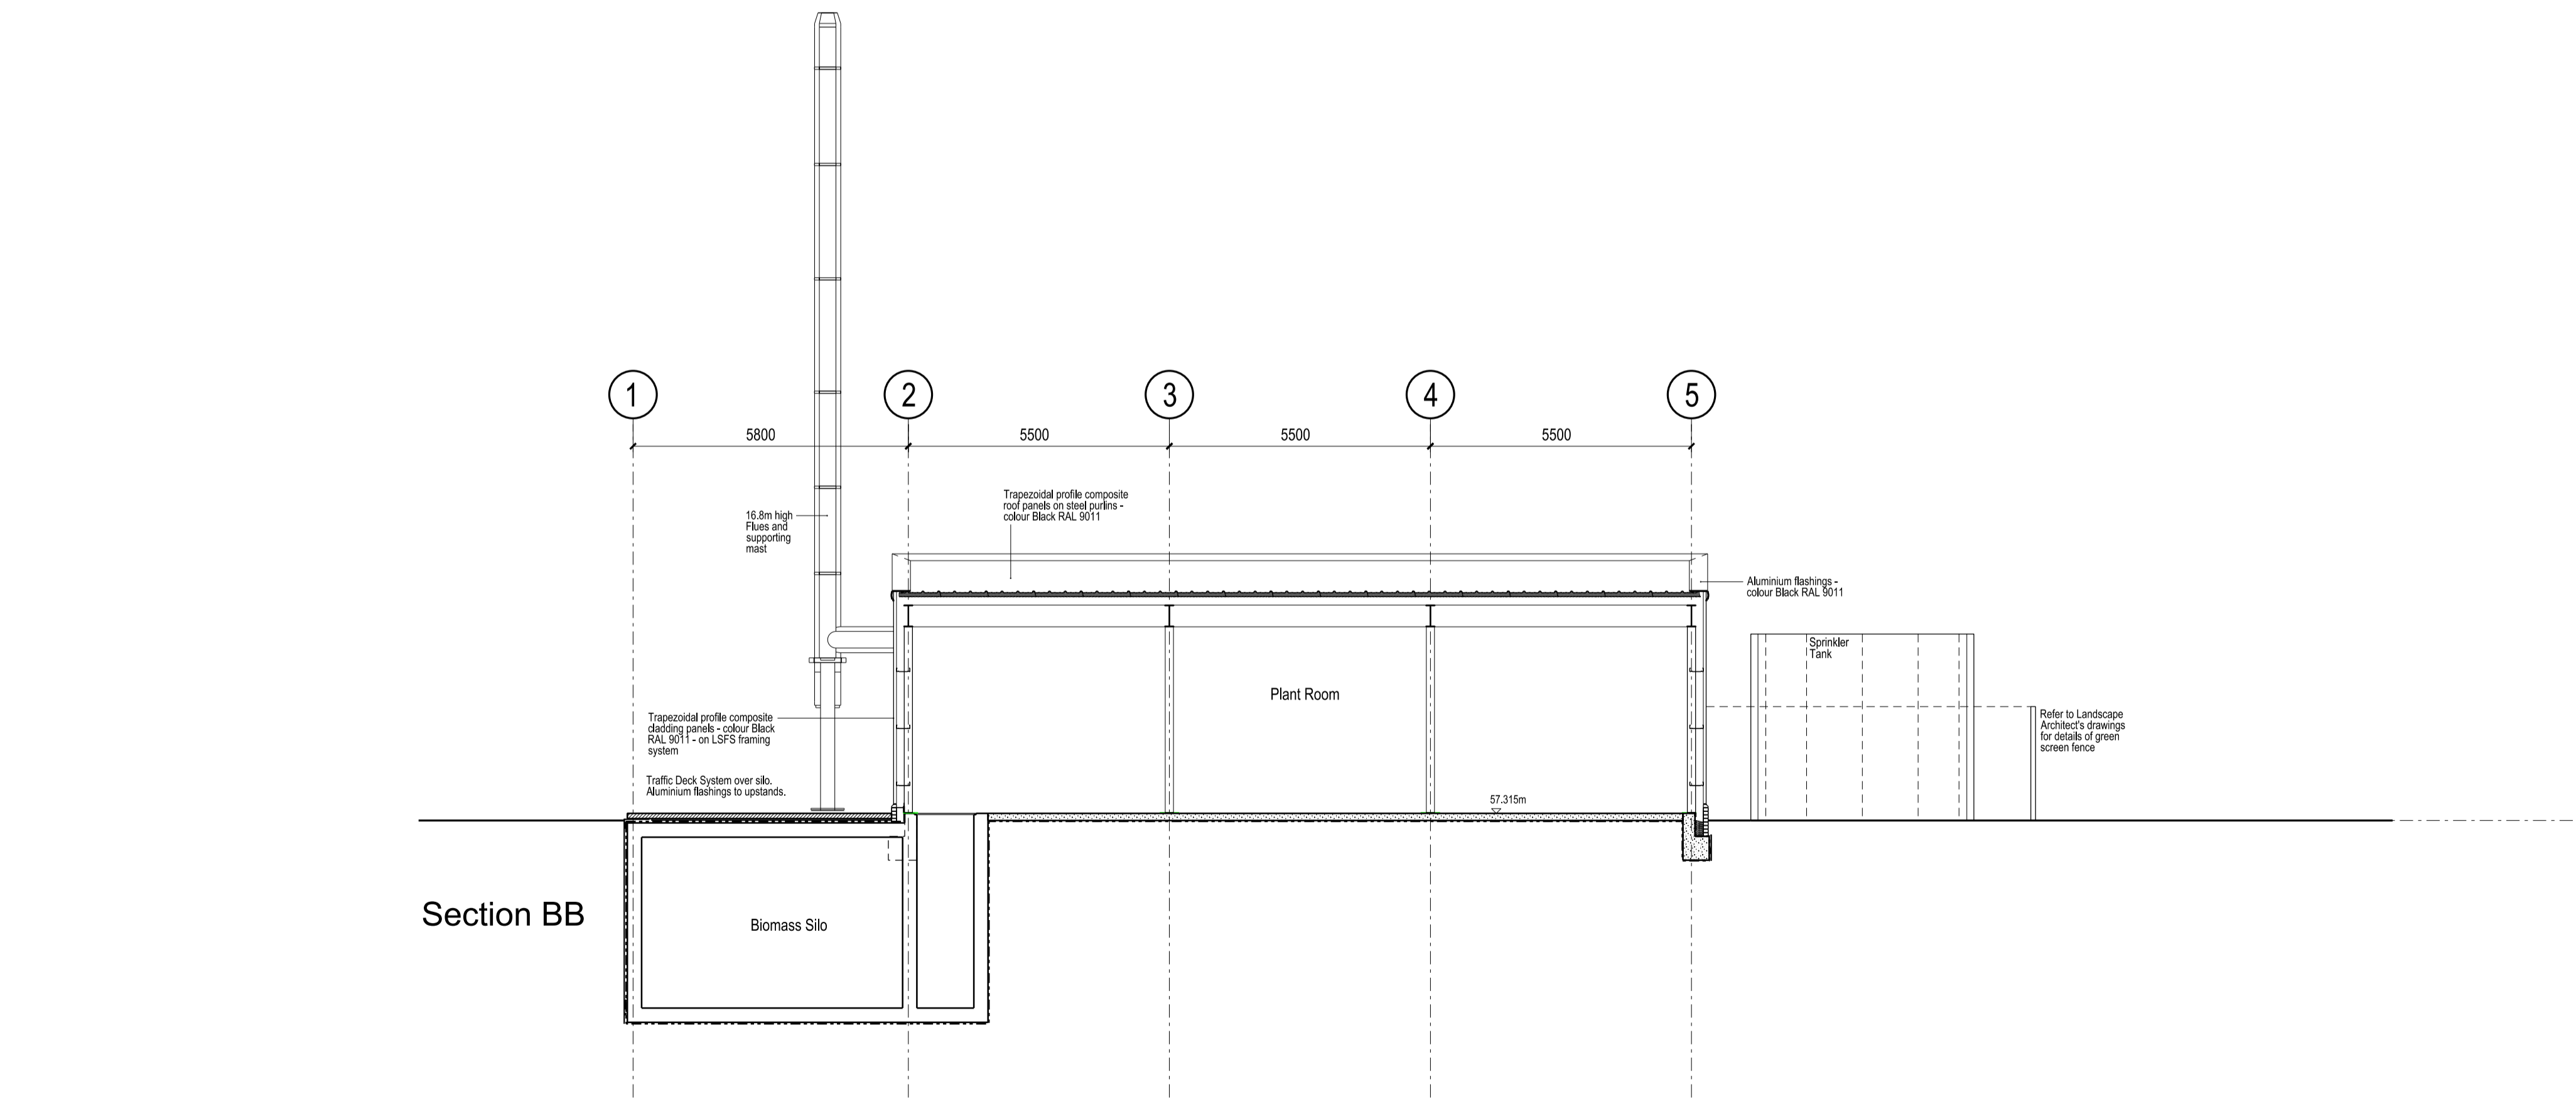 1
2
3
4
5
5800
5500
5500
5500
Trapezoidal profile composite
roof panels on steel purlins -
colour Black RAL 9011
16.8m high
Flues and
supporting
mast
Aluminium flashings -
colour Black RAL 9011
Sprinkler
Tank
Plant Room
Trapezoidal profile composite
cladding panels - colour Black
RAL 9011 - on LSFS framing
system
Refer to Landscape
Architect's drawings
for details of green
screen fence
Traffic Deck System over silo.
Aluminium flashings to upstands.
57.315m
Section BB
Biomass Silo